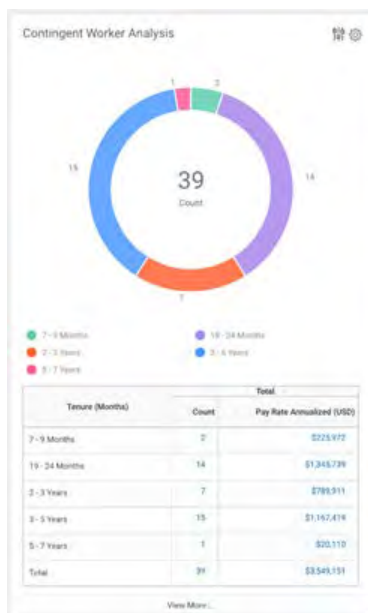 Contingent Worker Analysis
1
2
15
39
Count
14
7
7 - 9 Months
19 - 24 Months
2 - 3 Years
3 - 5 Years
5 - 7 Years
Total
Tenure (Months)
Count
Pay Rate Annualized (USD)
7 - 9 Months 2 $225,972
19 - 24 Months 14 $1,345,739
2 - 3 Years 7 $789,911
3 - 5 Years 15 $1,167,419
5 - 7 Years 1 $20,110
Total 39 $3,549,151
View More...